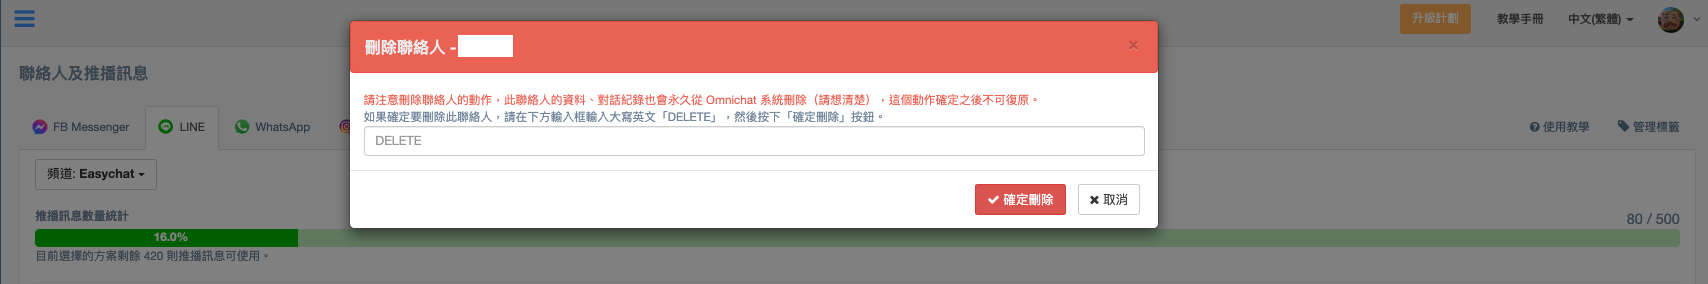 升級計劃
教學手冊
中文(繁體)
刪除聯絡人 -
×
聯絡人及推播訊息
請注意刪除聯絡人的動作，此聯絡人的資料、對話紀錄也會永久從 Omnichat 系統刪除（請想清楚），這個動作確定之後不可復原。
如果確定要刪除此聯絡人，請在下方輸入框輸入大寫英文「DELETE」，然後按下「確定刪除」按鈕。
FB Messenger
LINE
WhatsApp
使用教學
管理標籤
DELETE
頻道: Easychat
確定刪除
取消
推播訊息數量統計
80 / 500
16.0%
目前選擇的方案剩餘 420 則推播訊息可使用。